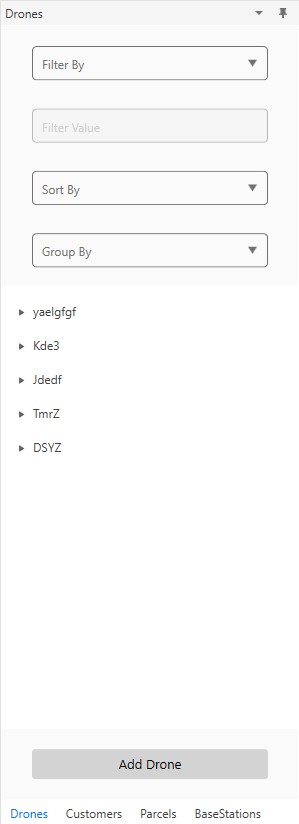 Drones
Filter By
Filter Value
Sort By
Group By
yaelgfgf
Kde3
Jdedf
TmrZ
DSYZ
Add Drone
Drones Customers Parcels BaseStations